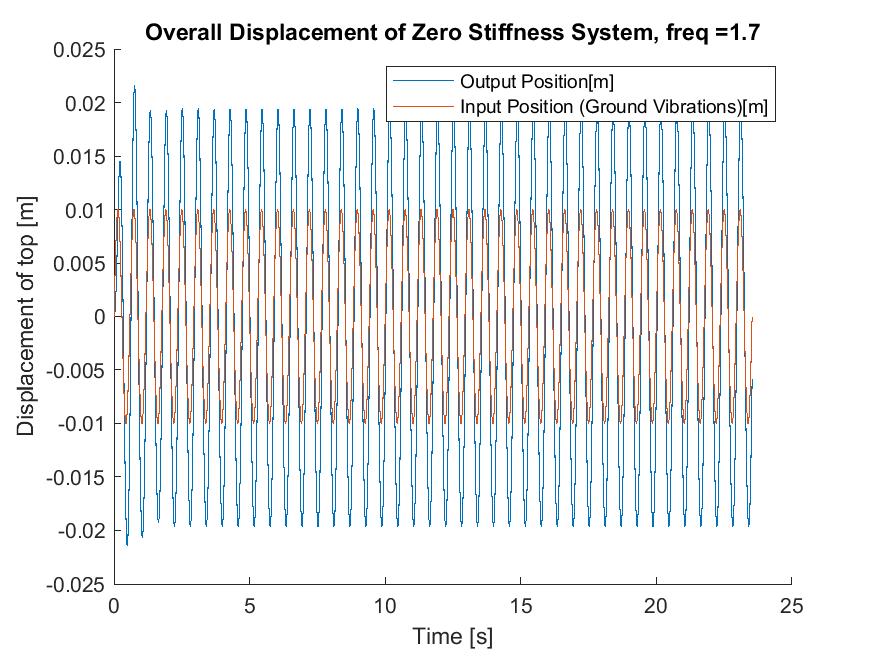 Overall Displacement of Zero Stiffness System, freq =1.7
Output Position[m]
Input Position (Ground Vibrations)[m]
0.025
0.02
0.015
0.01
0.005
0
-0.005
-0.01
-0.015
-0.02
-0.025
Displacement of top [m]
0 5 10 15 20 25
Time [s]